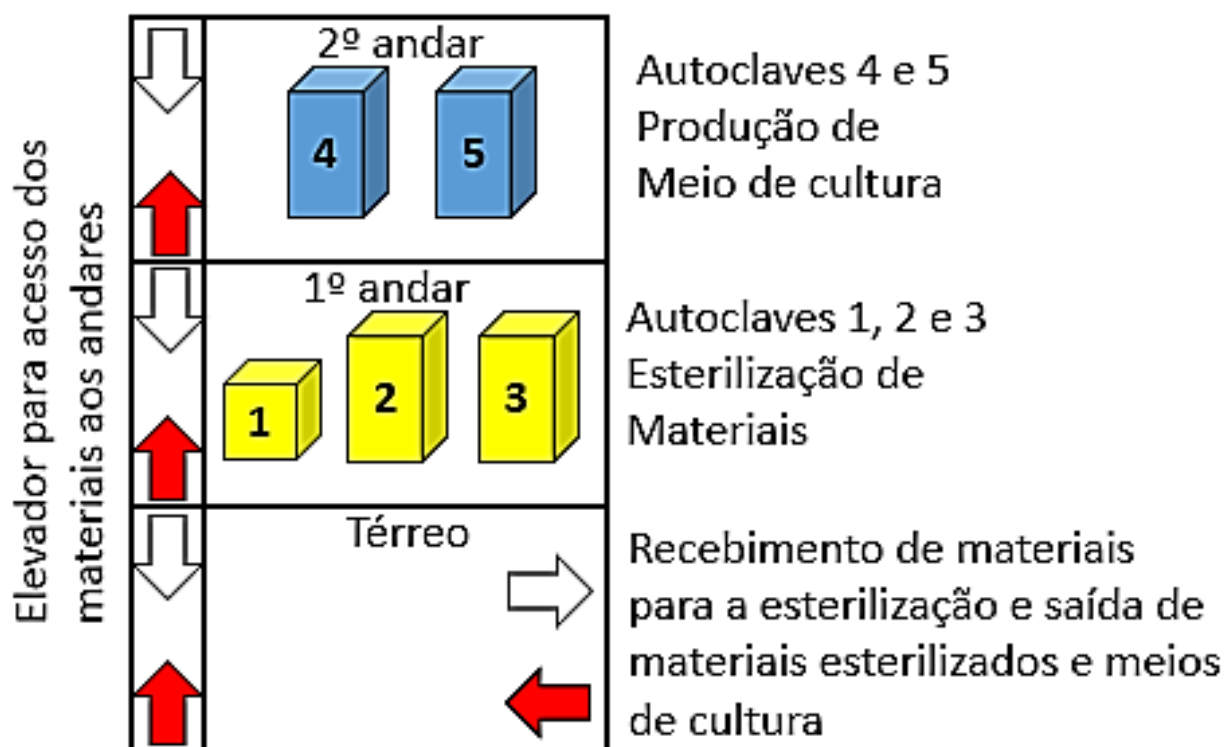 Elevador para acesso dos
materiais aos andares
2º andar
4
5
Autoclaves 4 e 5
Produção de
Meio de cultura
1º andar
1
2
3
Autoclaves 1, 2 e 3
Esterilização de
Materiais
Térreo
Recebimento de materiais
para a esterilização e saída de
materiais esterilizados e meios
de cultura